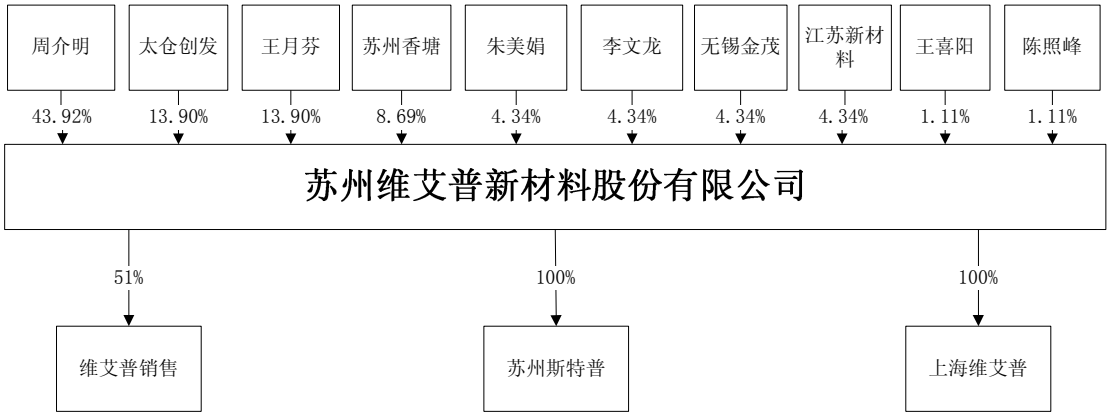 周介明
太仓创发
王月芬
苏州香塘
朱美娟
李文龙
无锡金茂
江苏新材
料
王喜阳
陈照峰
43.92%
13.90%
13.90%
8.69%
4.34%
4.34%
4.34%
4.34%
1.11%
1.11%
苏州维艾普新材料股份有限公司
51%
100%
100%
维艾普销售
苏州斯特普
上海维艾普